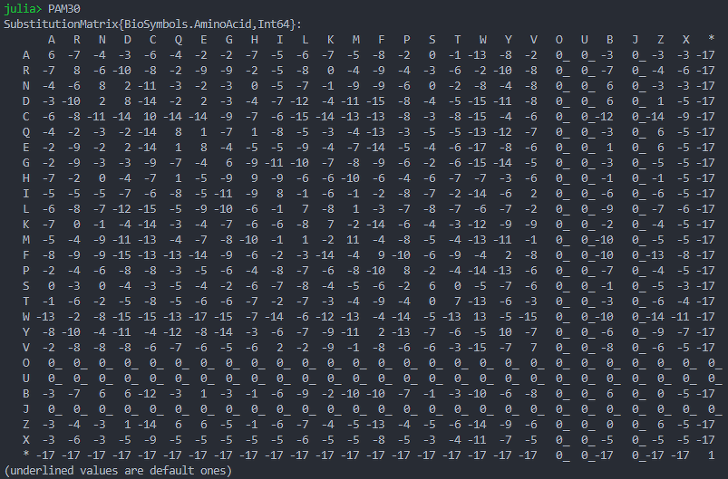 julia> PAM30
SubstitutionMatrix{BioSymbols.AminoAcid,Int64}:
A R N D C Q E G H I L K M F P S T W Y V O U B J Z X *
A 6 -7 -4 -3 -6 -4 -2 -2 -7 -5 -6 -7 -5 -8 -2 0 -1 -13 -8 -2 0_ 0_ -3 0_ -3 -3 -17
R -7 8 -6 -10 -8 -2 -9 -9 -2 -5 -8 0 -4 -9 -4 -3 -6 -2 -10 -8 0_ 0_ -7 0_ -4 -6 -17
N -4 -6 8 2 -11 -3 -2 -3 0 -5 -7 -1 -9 -9 -6 0 -2 -8 -4 -8 0_ 0_ 6 0_ -3 -3 -17
D -3 -10 2 8 -14 -2 2 -3 -4 -7 -12 -4 -11 -15 -8 -4 -5 -15 -11 -8 0_ 0_ 6 0_ 1 -5 -17
C -6 -8 -11 -14 10 -14 -14 -9 -7 -6 -15 -14 -13 -13 -8 -3 -8 -15 -4 -6 0_ 0_ -12 0_ -14 -9 -17
Q -4 -2 -3 -2 -14 8 1 -7 1 -8 -5 -3 -4 -13 -3 -5 -5 -13 -12 -7 0_ 0_ -3 0_ 6 -5 -17
E -2 -9 -2 2 -14 1 8 -4 -5 -5 -9 -4 -7 -14 -5 -4 -6 -17 -8 -6 0_ 0_ 1 0_ 6 -5 -17
G -2 -9 -3 -3 -9 -7 -4 6 -9 -11 -10 -7 -8 -9 -6 -2 -6 -15 -14 -5 0_ 0_ -3 0_ -5 -5 -17
H -7 -2 0 -4 -7 1 -5 -9 9 -9 -6 -6 -10 -6 -4 -6 -7 -7 -3 -6 0_ 0_ -1 0_ -1 -5 -17
I -5 -5 -5 -7 -6 -8 -5 -11 -9 8 -1 -6 -1 -2 -8 -7 -2 -14 -6 2 0_ 0_ -6 0_ -6 -5 -17
L -6 -8 -7 -12 -15 -5 -9 -10 -6 -1 7 -8 1 -3 -7 -8 -7 -6 -7 -2 0_ 0_ -9 0_ -7 -6 -17
K -7 0 -1 -4 -14 -3 -4 -7 -6 -6 -8 7 -2 -14 -6 -4 -3 -12 -9 -9 0_ 0_ -2 0_ -4 -5 -17
M -5 -4 -9 -11 -13 -4 -7 -8 -10 -1 1 -2 11 -4 -8 -5 -4 -13 -11 -1 0_ 0_ -10 0_ -5 -5 -17
F -8 -9 -9 -15 -13 -13 -14 -9 -6 -2 -3 -14 -4 9 -10 -6 -9 -4 2 -8 0_ 0_ -10 0_ -13 -8 -17
P -2 -4 -6 -8 -8 -3 -5 -6 -4 -8 -7 -6 -8 -10 8 -2 -4 -14 -13 -6 0_ 0_ -7 0_ -4 -5 -17
S 0 -3 0 -4 -3 -5 -4 -2 -6 -7 -8 -4 -5 -6 -2 6 0 -5 -7 -6 0_ 0_ -1 0_ -5 -3 -17
T -1 -6 -2 -5 -8 -5 -6 -6 -7 -2 -7 -3 -4 -9 -4 0 7 -13 -6 -3 0_ 0_ -3 0_ -6 -4 -17
W -13 -2 -8 -15 -15 -13 -17 -15 -7 -14 -6 -12 -13 -4 -14 -5 -13 13 -5 -15 0_ 0_ -10 0_ -14 -11 -17
Y -8 -10 -4 -11 -4 -12 -8 -14 -3 -6 -7 -9 -11 2 -13 -7 -6 -5 10 -7 0_ 0_ -6 0_ -9 -7 -17
V -2 -8 -8 -8 -6 -7 -6 -5 -6 2 -2 -9 -1 -8 -6 -6 -3 -15 -7 7 0_ 0_ -8 0_ -6 -5 -17
O 0_ 0_ 0_ 0_ 0_ 0_ 0_ 0_ 0_ 0_ 0_ 0_ 0_ 0_ 0_ 0_ 0_ 0_ 0_ 0_ 0_ 0_ 0_ 0_ 0_ 0_ 0_
U 0_ 0_ 0_ 0_ 0_ 0_ 0_ 0_ 0_ 0_ 0_ 0_ 0_ 0_ 0_ 0_ 0_ 0_ 0_ 0_ 0_ 0_ 0_ 0_ 0_ 0_ 0_
B -3 -7 6 6 -12 -3 1 -3 -1 -6 -9 -2 -10 -10 -7 -1 -3 -10 -6 -8 0_ 0_ 6 0_ 0 -5 -17
J 0_ 0_ 0_ 0_ 0_ 0_ 0_ 0_ 0_ 0_ 0_ 0_ 0_ 0_ 0_ 0_ 0_ 0_ 0_ 0_ 0_ 0_ 0_ 0_ 0_ 0_ 0_
Z -3 -4 -3 1 -14 6 6 -5 -1 -6 -7 -4 -5 -13 -4 -5 -6 -14 -9 -6 0_ 0_ 0 0_ 6 -5 -17
X -3 -6 -3 -5 -9 -5 -5 -5 -5 -5 -6 -5 -5 -8 -5 -3 -4 -11 -7 -5 0_ 0_ -5 0_ -5 -5 -17
* -17 -17 -17 -17 -17 -17 -17 -17 -17 -17 -17 -17 -17 -17 -17 -17 -17 -17 -17 -17 0_ 0_ -17 0_ -17 -17 1
(underlined values are default ones)